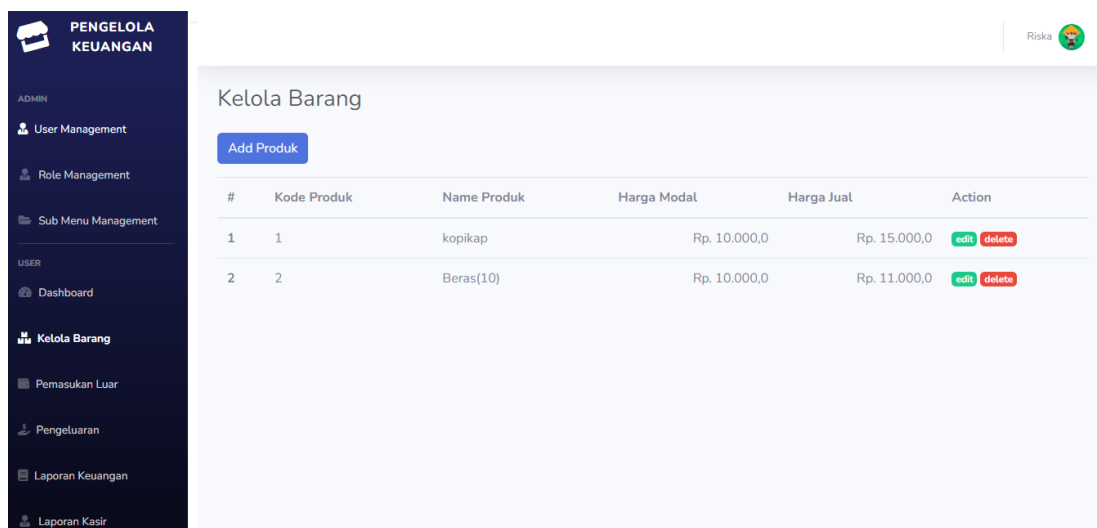 PENGELOLA
KEUANGAN
Riska
ADMIN
User Management
Role Management
Sub Menu Management
USER
Dashboard
Kelola Barang
Pemasukan Luar
Pengeluaran
Laporan Keuangan
Laporan Kasir
Kelola Barang
Add Produk
# Kode Produk Name Produk Harga Modal Harga Jual Action
1 1 kopikap Rp. 10.000,0 Rp. 15.000,0 edit delete
2 2 Beras(10) Rp. 10.000,0 Rp. 11.000,0 edit delete